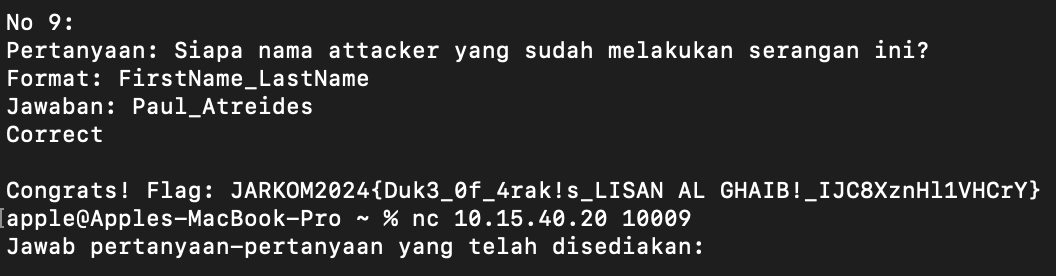 No 9:
Pertanyaan: Siapa nama attacker yang sudah melakukan serangan ini?
Format: FirstName_LastName
Jawaban: Paul_Atreides
Correct
Congrats! Flag: JARKOM2024{Duk3_0f_4rak!s_LISAN AL GHAIB!_IJC8XznHl1VHCrY}
apple@Apples-MacBook-Pro ~ % nc 10.15.40.20 10009
Jawab pertanyaan-pertanyaan yang telah disediakan: